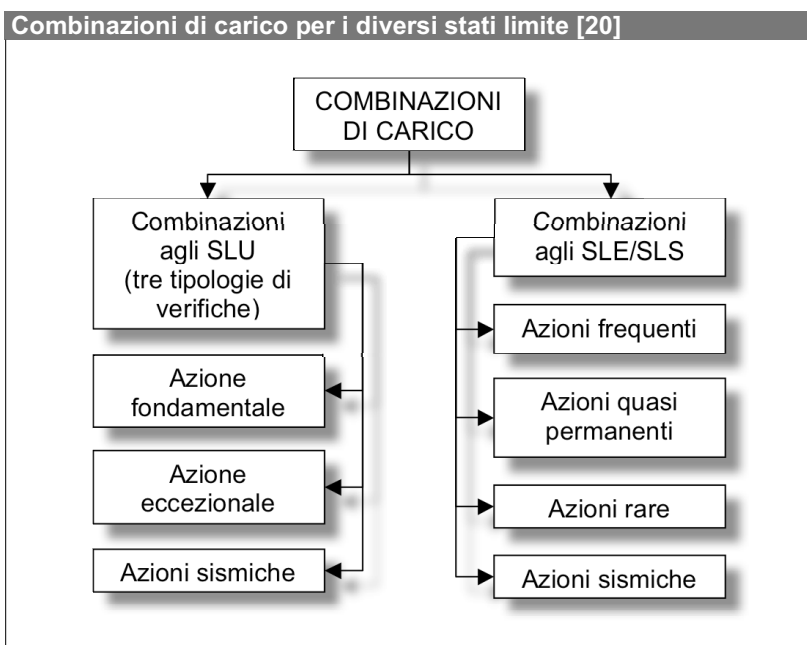 Combinazioni di carico per i diversi stati limite [20]
COMBINAZIONI
DI CARICO
Combinazioni
agli SLU
(tre tipologie di
verifiche)
Azione
fondamentale
Azione
eccezionale
Azioni sismiche
Combinazioni
agli SLE/SLS
Azioni frequenti
Azioni quasi
permanenti
Azioni rare
Azioni sismiche